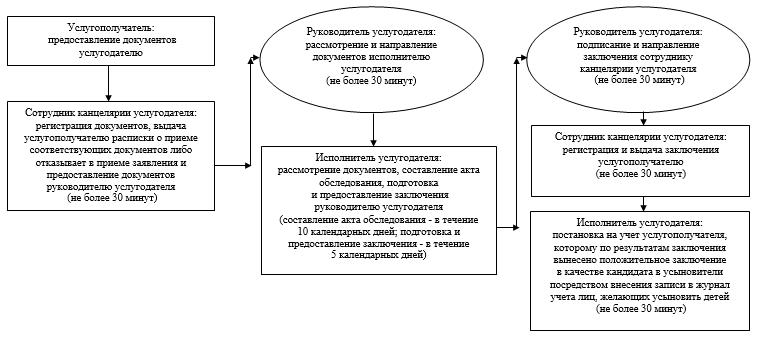 Услугополучатель:
предоставление документов
услугодателю
Сотрудник канцелярии услугодателя:
регистрация документов, выдача
услугополучателю расписки о приеме
соответствующих документов либо
отказывает в приеме заявления и
предоставление документов
руководителю услугодателя
(не более 30 минут)
Руководитель услугодателя:
рассмотрение и направление
документов исполнителю
услугодателя
(не более 30 минут)
Исполнитель услугодателя:
рассмотрение документов, составление акта
обследования, подготовка
и предоставление заключения
руководителю услугодателя
(составление акта обследования - в течение
10 календарных дней; подготовка и
предоставление заключения - в течение
5 календарных дней)
Руководитель услугодателя:
подписание и направление
заключения сотруднику
канцелярии услугодателя
(не более 30 минут)
Сотрудник канцелярии услугодателя:
регистрация и выдача заключения
услугополучателю
(не более 30 минут)
Исполнитель услугодателя:
постановка на учет услугополучателя,
которому по результатам заключения
вынесено положительное заключение
в качестве кандидата в усыновители
посредством внесения записи в журнал
учета лиц, желающих усыновить детей
(не более 30 минут)